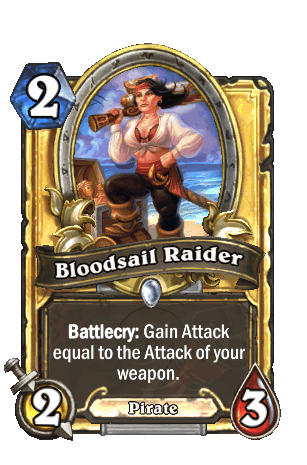 2
Bloodsail Raider
Battlecry: Gain Attack
equal to the Attack of your
weapon.
2
Pirate
3